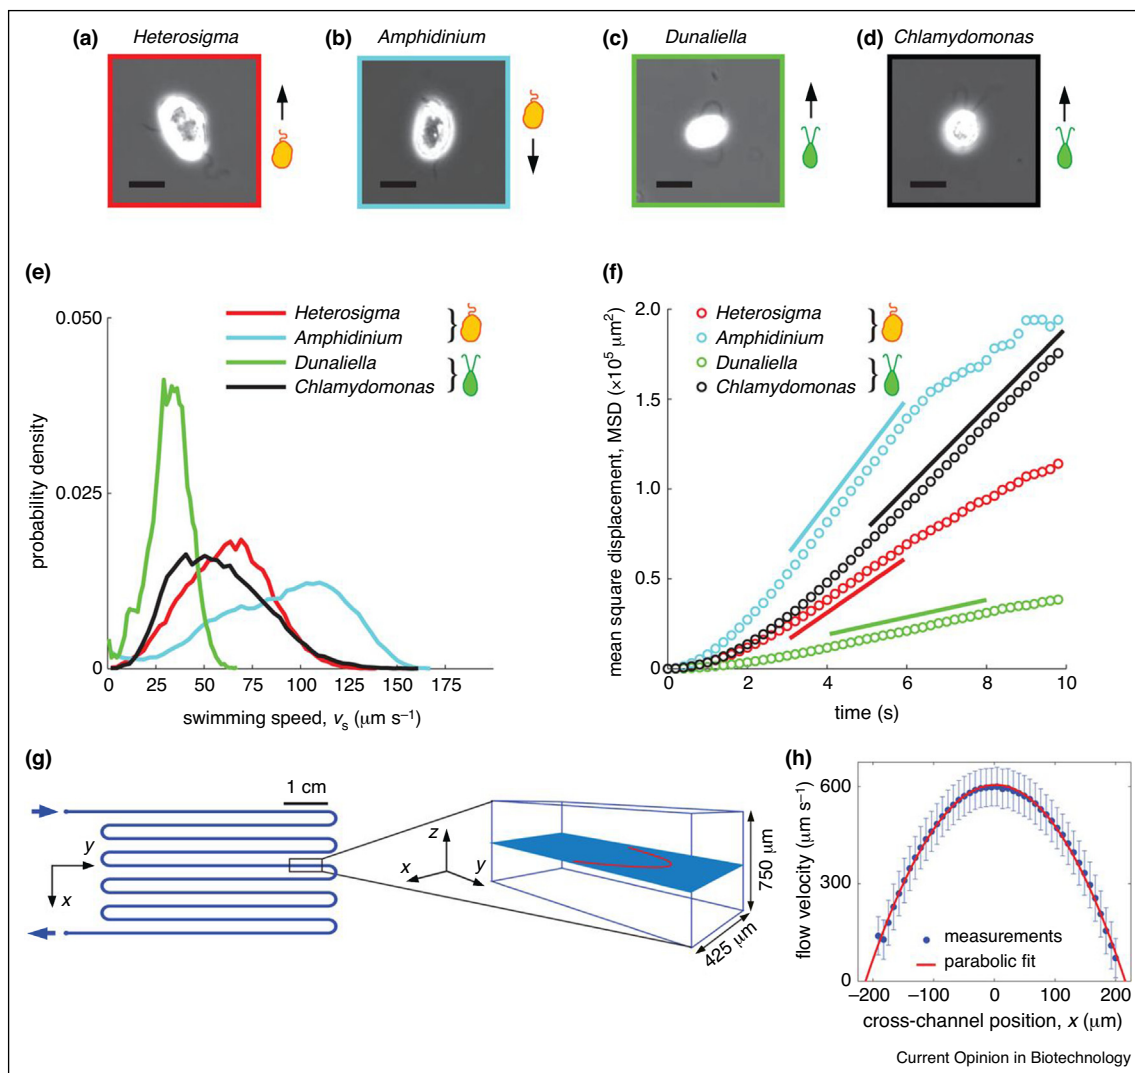 (a) Heterosigma
(b) Amphidinium
(c) Dunaliella
(d) Chlamydomonas
(e)
0.050
0.025
0
probability density
Heterosigma
Amphidinium
Dunaliella
Chlamydomonas
0 25 50 75 100 125 150 175
swimming speed, vs (μm s–1)
(f)
2.0
1.5
1.0
0.5
0
mean square displacement, MSD (×10⁵ μm²)
Heterosigma
Amphidinium
Dunaliella
Chlamydomonas
0 2 4 6 8 10
time (s)
(g)
1 cm
y
x
z
x
y
750 μm
425 μm
(h)
600
300
0
flow velocity (μm s–1)
measurements
parabolic fit
–200 –100 0 100 200
cross-channel position, x (μm)
Current Opinion in Biotechnology